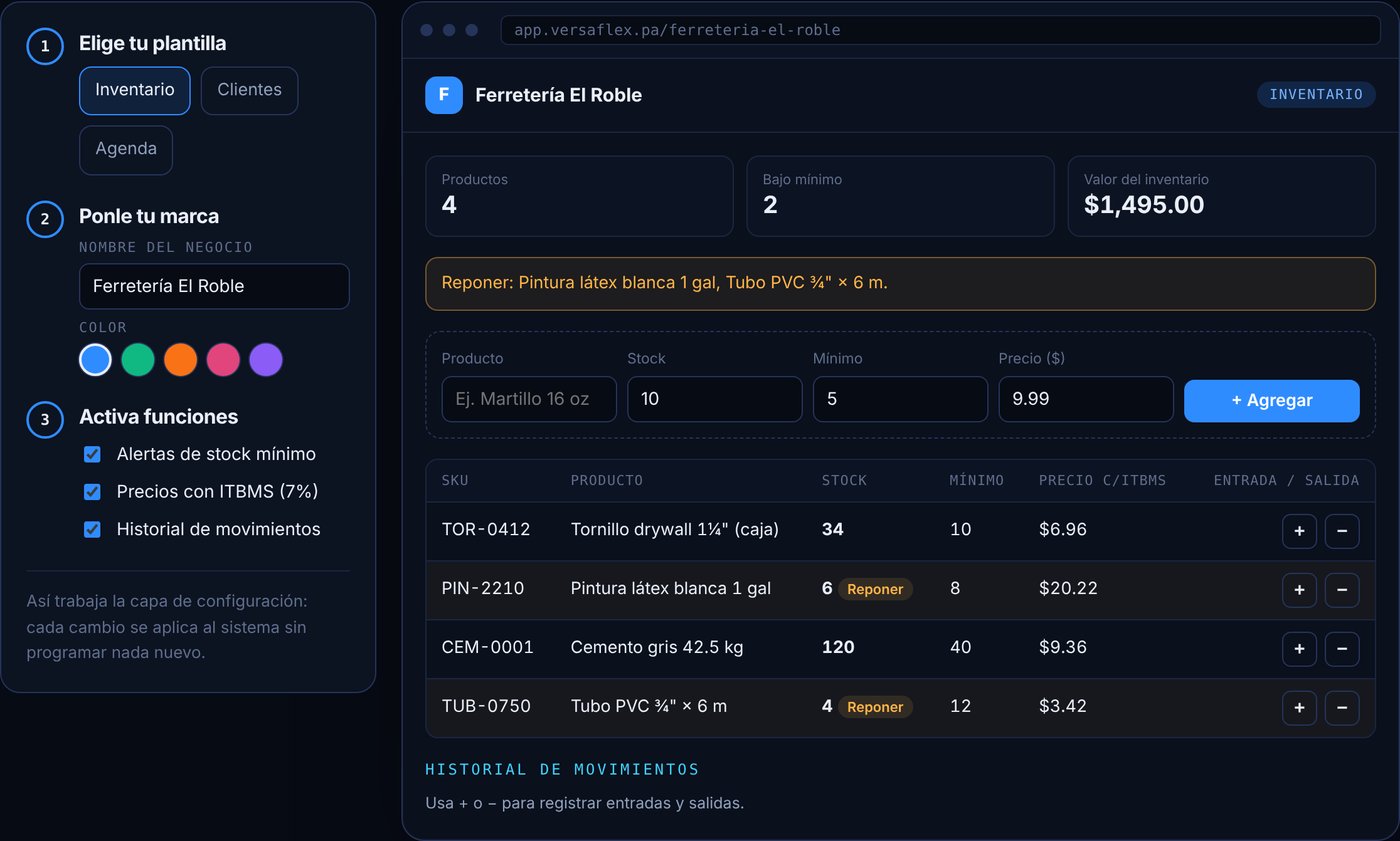 1
Elige tu plantilla
Inventario
Clientes
Agenda
2
Ponle tu marca
NOMBRE DEL NEGOCIO
Ferretería El Roble
COLOR
3
Activa funciones
Alertas de stock mínimo
Precios con ITBMS (7%)
Historial de movimientos
Así trabaja la capa de configuración:
cada cambio se aplica al sistema sin
programar nada nuevo.
app.versaflex.pa/ferreteria-el-roble
F
Ferretería El Roble
INVENTARIO
Productos
4
Bajo mínimo
2
Valor del inventario
$1,495.00
Reponer: Pintura látex blanca 1 gal, Tubo PVC ¾" × 6 m.
Producto Stock Mínimo Precio ($)
Ej. Martillo 16 oz 10 5 9.99 + Agregar
SKU PRODUCTO STOCK MÍNIMO PRECIO C/ITBMS ENTRADA / SALIDA
TOR-0412 Tornillo drywall 1¼" (caja) 34 10 $6.96 + −
PIN-2210 Pintura látex blanca 1 gal 6 Reponer 8 $20.22 + −
CEM-0001 Cemento gris 42.5 kg 120 40 $9.36 + −
TUB-0750 Tubo PVC ¾" × 6 m 4 Reponer 12 $3.42 + −
HISTORIAL DE MOVIMIENTOS
Usa + o − para registrar entradas y salidas.